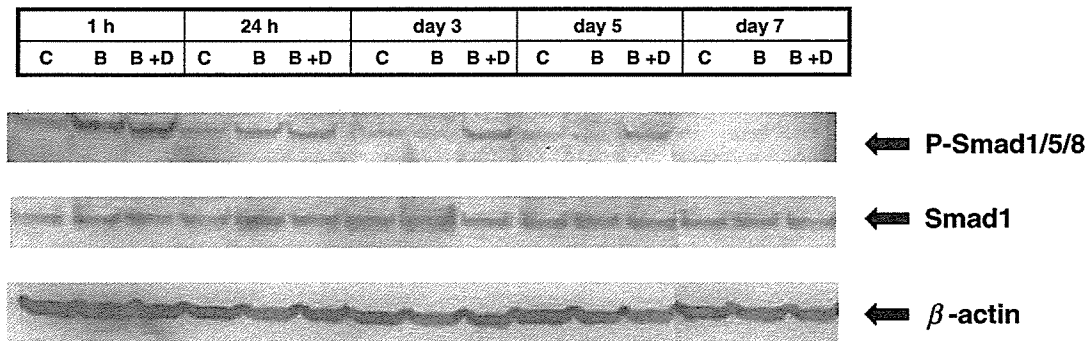 1 h 24 h day 3 day 5 day 7
C B B +D C B B +D C B B +D C B B +D C B B +D
P-Smad1/5/8
Smad1
β-actin